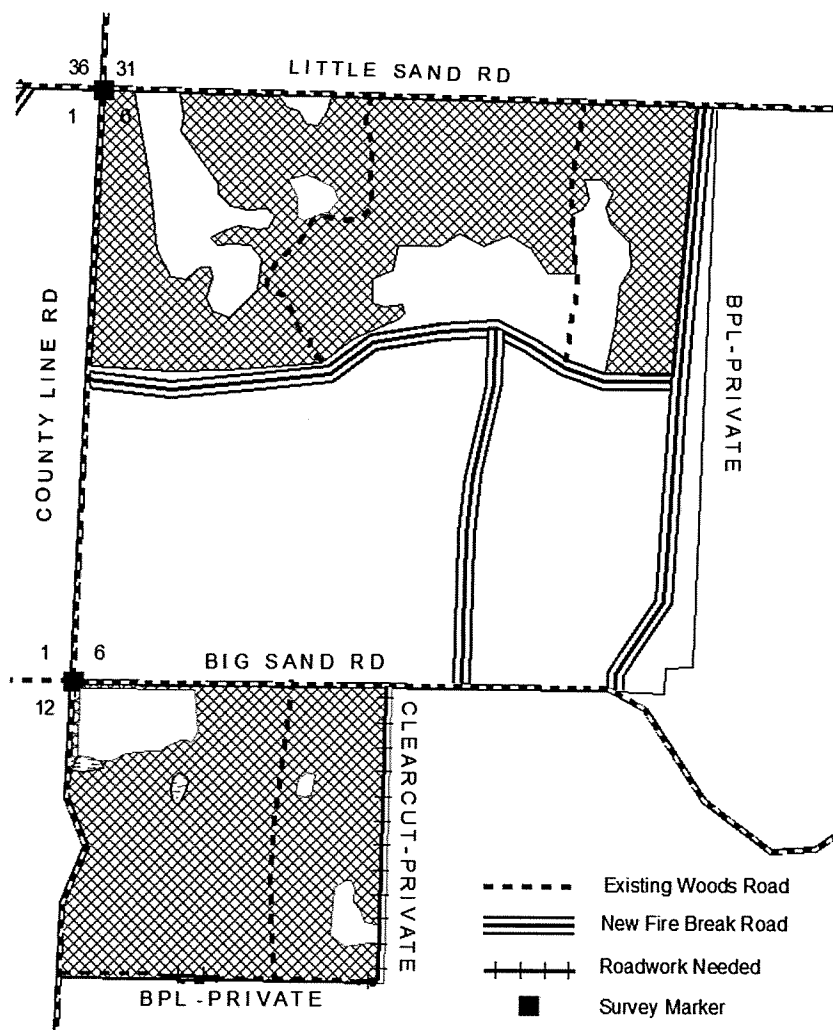 36 31
LITTLE SAND RD
1 6
COUNTY LINE RD
BPL-PRIVATE
1 6
BIG SAND RD
12
CLEARCUT-PRIVATE
BPL-PRIVATE
Existing Woods Road
New Fire Break Road
Roadwork Needed
Survey Marker